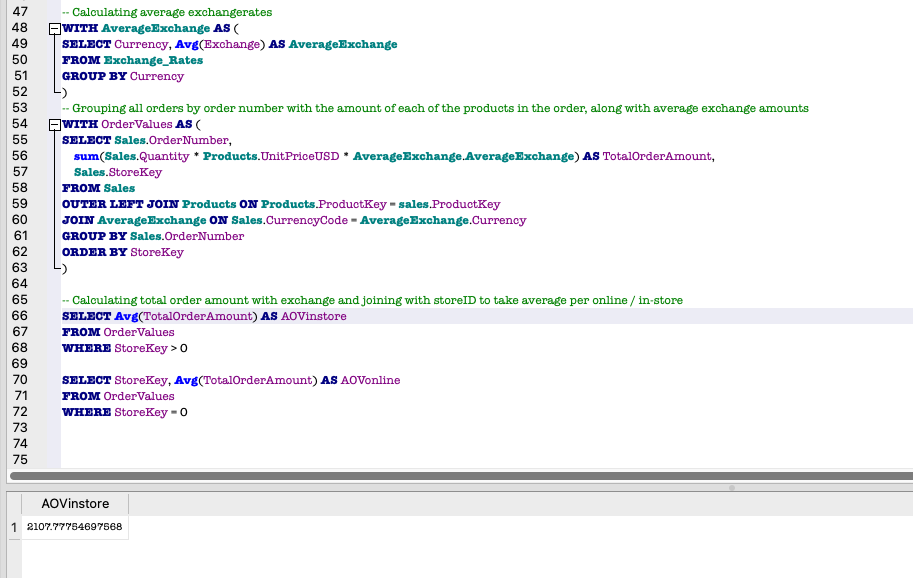 47 -- Calculating average exchangerates
48 WITH AverageExchange AS (
49 SELECT Currency, Avg(Exchange) AS AverageExchange
50 FROM Exchange_Rates
51 GROUP BY Currency
52 )
53 -- Grouping all orders by order number with the amount of each of the products in the order, along with average exchange amounts
54 WITH OrderValues AS (
55 SELECT Sales.OrderNumber,
56 sum(Sales.Quantity * Products.UnitPriceUSD * AverageExchange.AverageExchange) AS TotalOrderAmount,
57 Sales.StoreKey
58 FROM Sales
59 OUTER LEFT JOIN Products ON Products.ProductKey = sales.ProductKey
60 JOIN AverageExchange ON Sales.CurrencyCode = AverageExchange.Currency
61 GROUP BY Sales.OrderNumber
62 ORDER BY StoreKey
63 )
64
65 -- Calculating total order amount with exchange and joining with storeID to take average per online / in-store
66 SELECT Avg(TotalOrderAmount) AS AOVinstore
67 FROM OrderValues
68 WHERE StoreKey > 0
69
70 SELECT StoreKey, Avg(TotalOrderAmount) AS AOVonline
71 FROM OrderValues
72 WHERE StoreKey = 0
73
74
75
AOVinstore
1 2107.77754697568